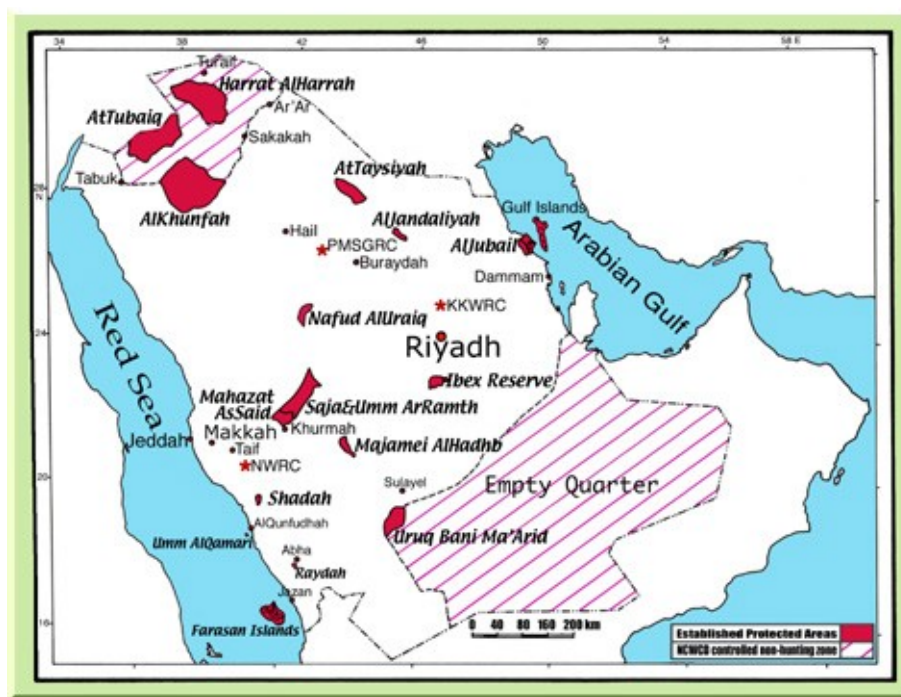 34
38
42
46
50
54
58 E
Turaif
Harrat AlHarrah
Ar'Ar
AtTubaiq
Sakakah
AtTaysiyah
Tabuk
28
N
AlKhunfah
AlJandaliyah
Gulf Islands
Hail
PMSGRC
AlJubail
Buraydah
Arabian Gulf
Dammam
KKWRC
Nafud AlUraiq
Red Sea
24
Riyadh
Ibex Reserve
Mahazat
AsSaid
Saja&Umm ArRamth
Khurmah
Jeddah
Makkah
Taif
Majamei AlHadhb
NWRC
20
Sulayel
Empty Quarter
Shadah
AlQunfudhah
Umm AlQamari
Uruq Bani Ma'Arid
Abha
Raydah
Jazan
Farasan Islands
16
0 40 80 120 200 km
Established Protected Areas
NCWCD controlled non-hunting zone